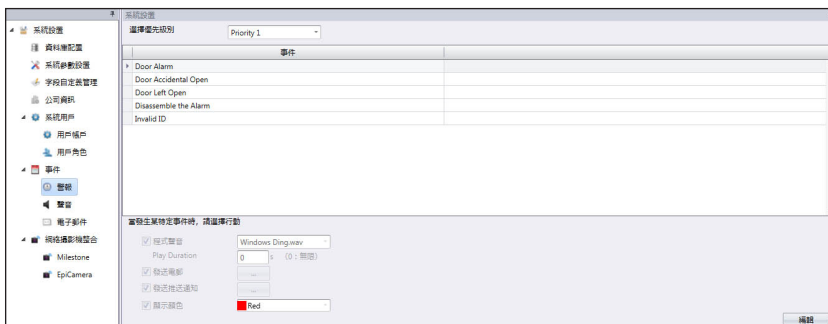 系統設置
系統設置
資料庫配置
系統參數設置
字段自定義管理
公司資訊
系統用戶
用戶帳戶
用戶角色
事件
警報
聲音
電子郵件
網絡攝影機整合
Milestone
EpiCamera
選擇優先級別
Priority 1
事件
Door Alarm
Door Accidental Open
Door Left Open
Disassemble the Alarm
Invalid ID
當發生某特定事件時，請選擇行動
程式聲音
Windows Ding.wav
Play Duration
0
s (0：無限)
發送電郵
...
發送推送通知
...
顯示顏色
Red
編輯